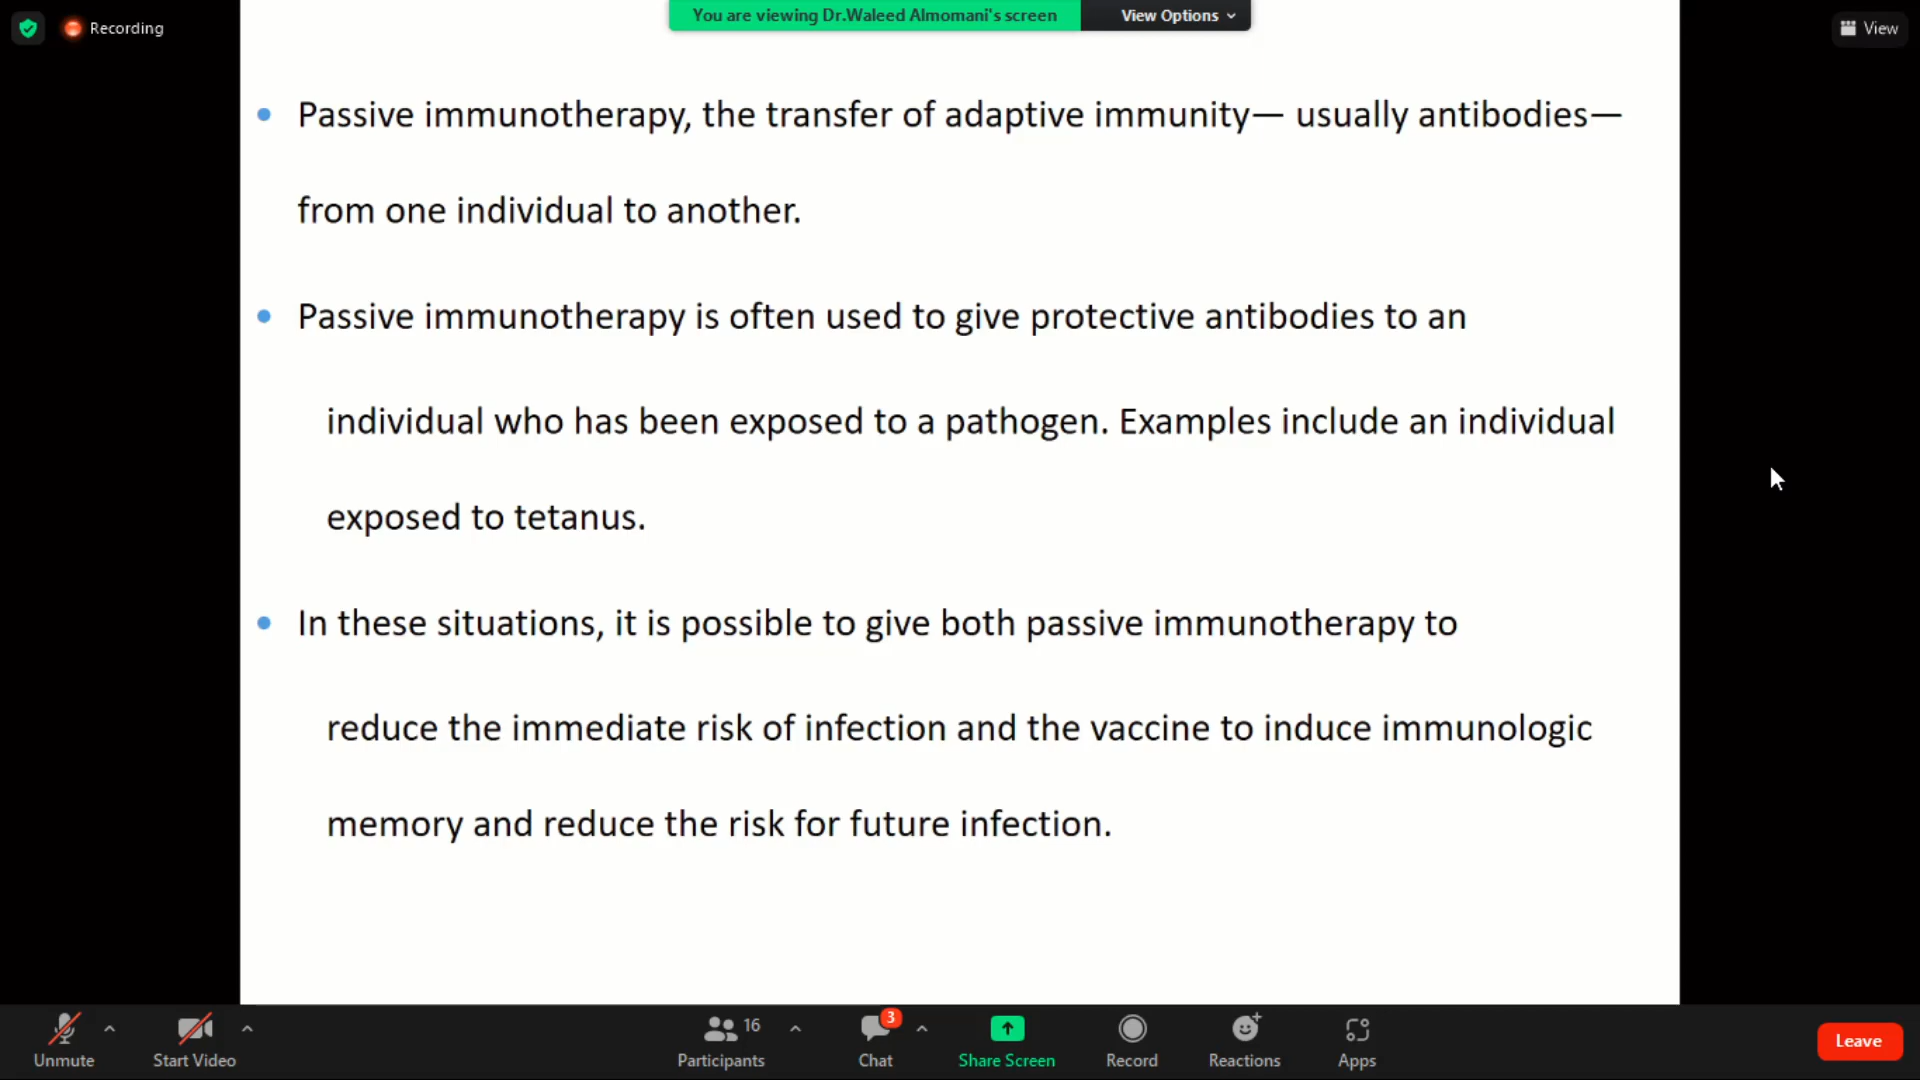 Recording
You are viewing Dr.Waleed Almomani's screen
View Options
View
• Passive immunotherapy, the transfer of adaptive immunity— usually antibodies—
from one individual to another.
• Passive immunotherapy is often used to give protective antibodies to an
individual who has been exposed to a pathogen. Examples include an individual
exposed to tetanus.
• In these situations, it is possible to give both passive immunotherapy to
reduce the immediate risk of infection and the vaccine to induce immunologic
memory and reduce the risk for future infection.
Unmute
Start Video
16
Participants
3
Chat
Share Screen
Record
Reactions
Apps
Leave